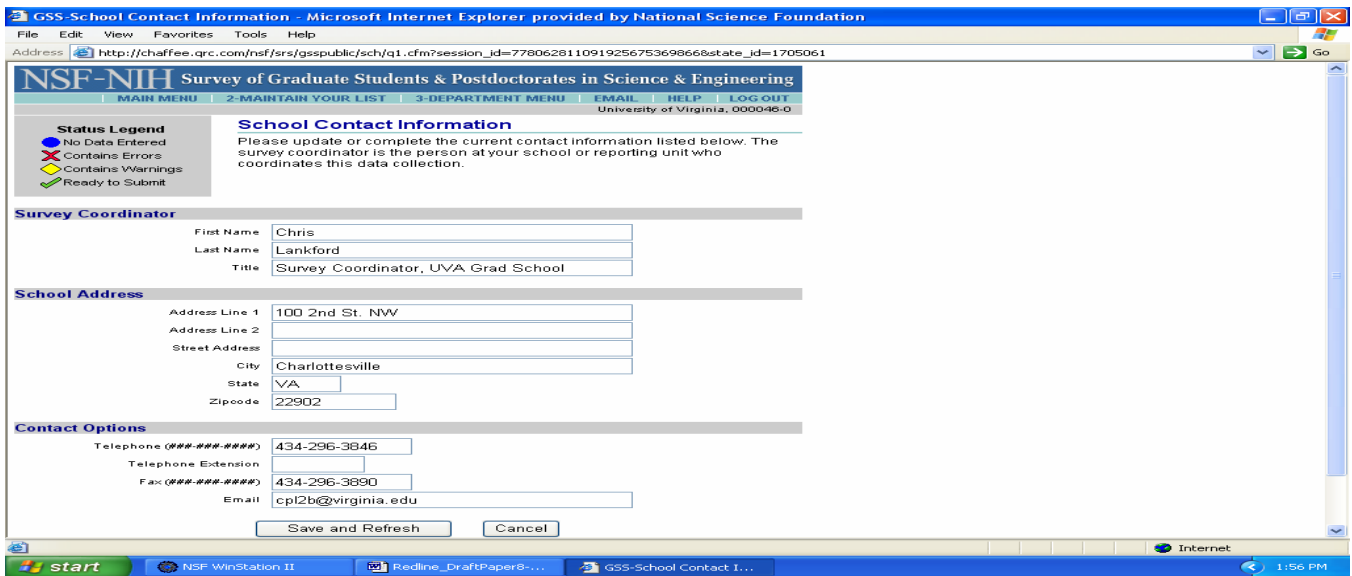 GSS-School Contact Information - Microsoft Internet Explorer provided by National Science Foundation
File Edit View Favorites Tools Help
Address http://chaffee.qrc.com/nsf/srs/gsspublic/sch/q1.cfm?session_id=7780628110919256753698668&state_id=1705061 Go
NSF-NIH Survey of Graduate Students & Postdoctorates in Science & Engineering
MAIN MENU | 2-MAINTAIN YOUR LIST | 3-DEPARTMENT MENU | EMAIL | HELP | LOG OUT
University of Virginia, 000046-0
Status Legend
No Data Entered
Contains Errors
Contains Warnings
Ready to Submit
School Contact Information
Please update or complete the current contact information listed below. The
survey coordinator is the person at your school or reporting unit who
coordinates this data collection.
Survey Coordinator
First Name Chris
Last Name Lankford
Title Survey Coordinator, UVA Grad School
School Address
Address Line 1 100 2nd St. NW
Address Line 2
Street Address
City Charlottesville
State VA
Zipcode 22902
Contact Options
Telephone (###-###-####) 434-296-3846
Telephone Extension
Fax (###-###-####) 434-296-3890
Email cpl2b@virginia.edu
Save and Refresh Cancel
Internet
start NSF WinStation II Redline_DraftPaper8-... GSS-School Contact I... 1:56 PM